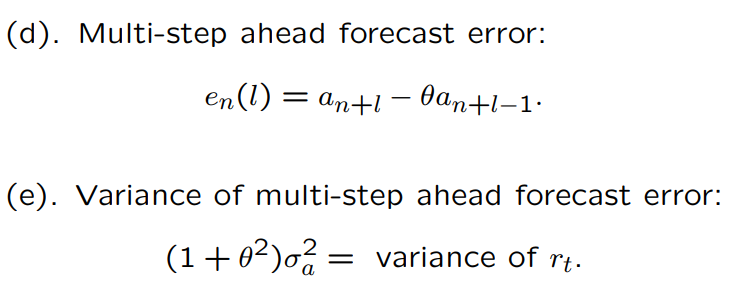 (d). Multi-step ahead forecast error:
eₙ(l) = aₙ₊ₗ − θaₙ₊ₗ₋₁.
(e). Variance of multi-step ahead forecast error:
(1 + θ²)σₐ² = variance of rₜ.